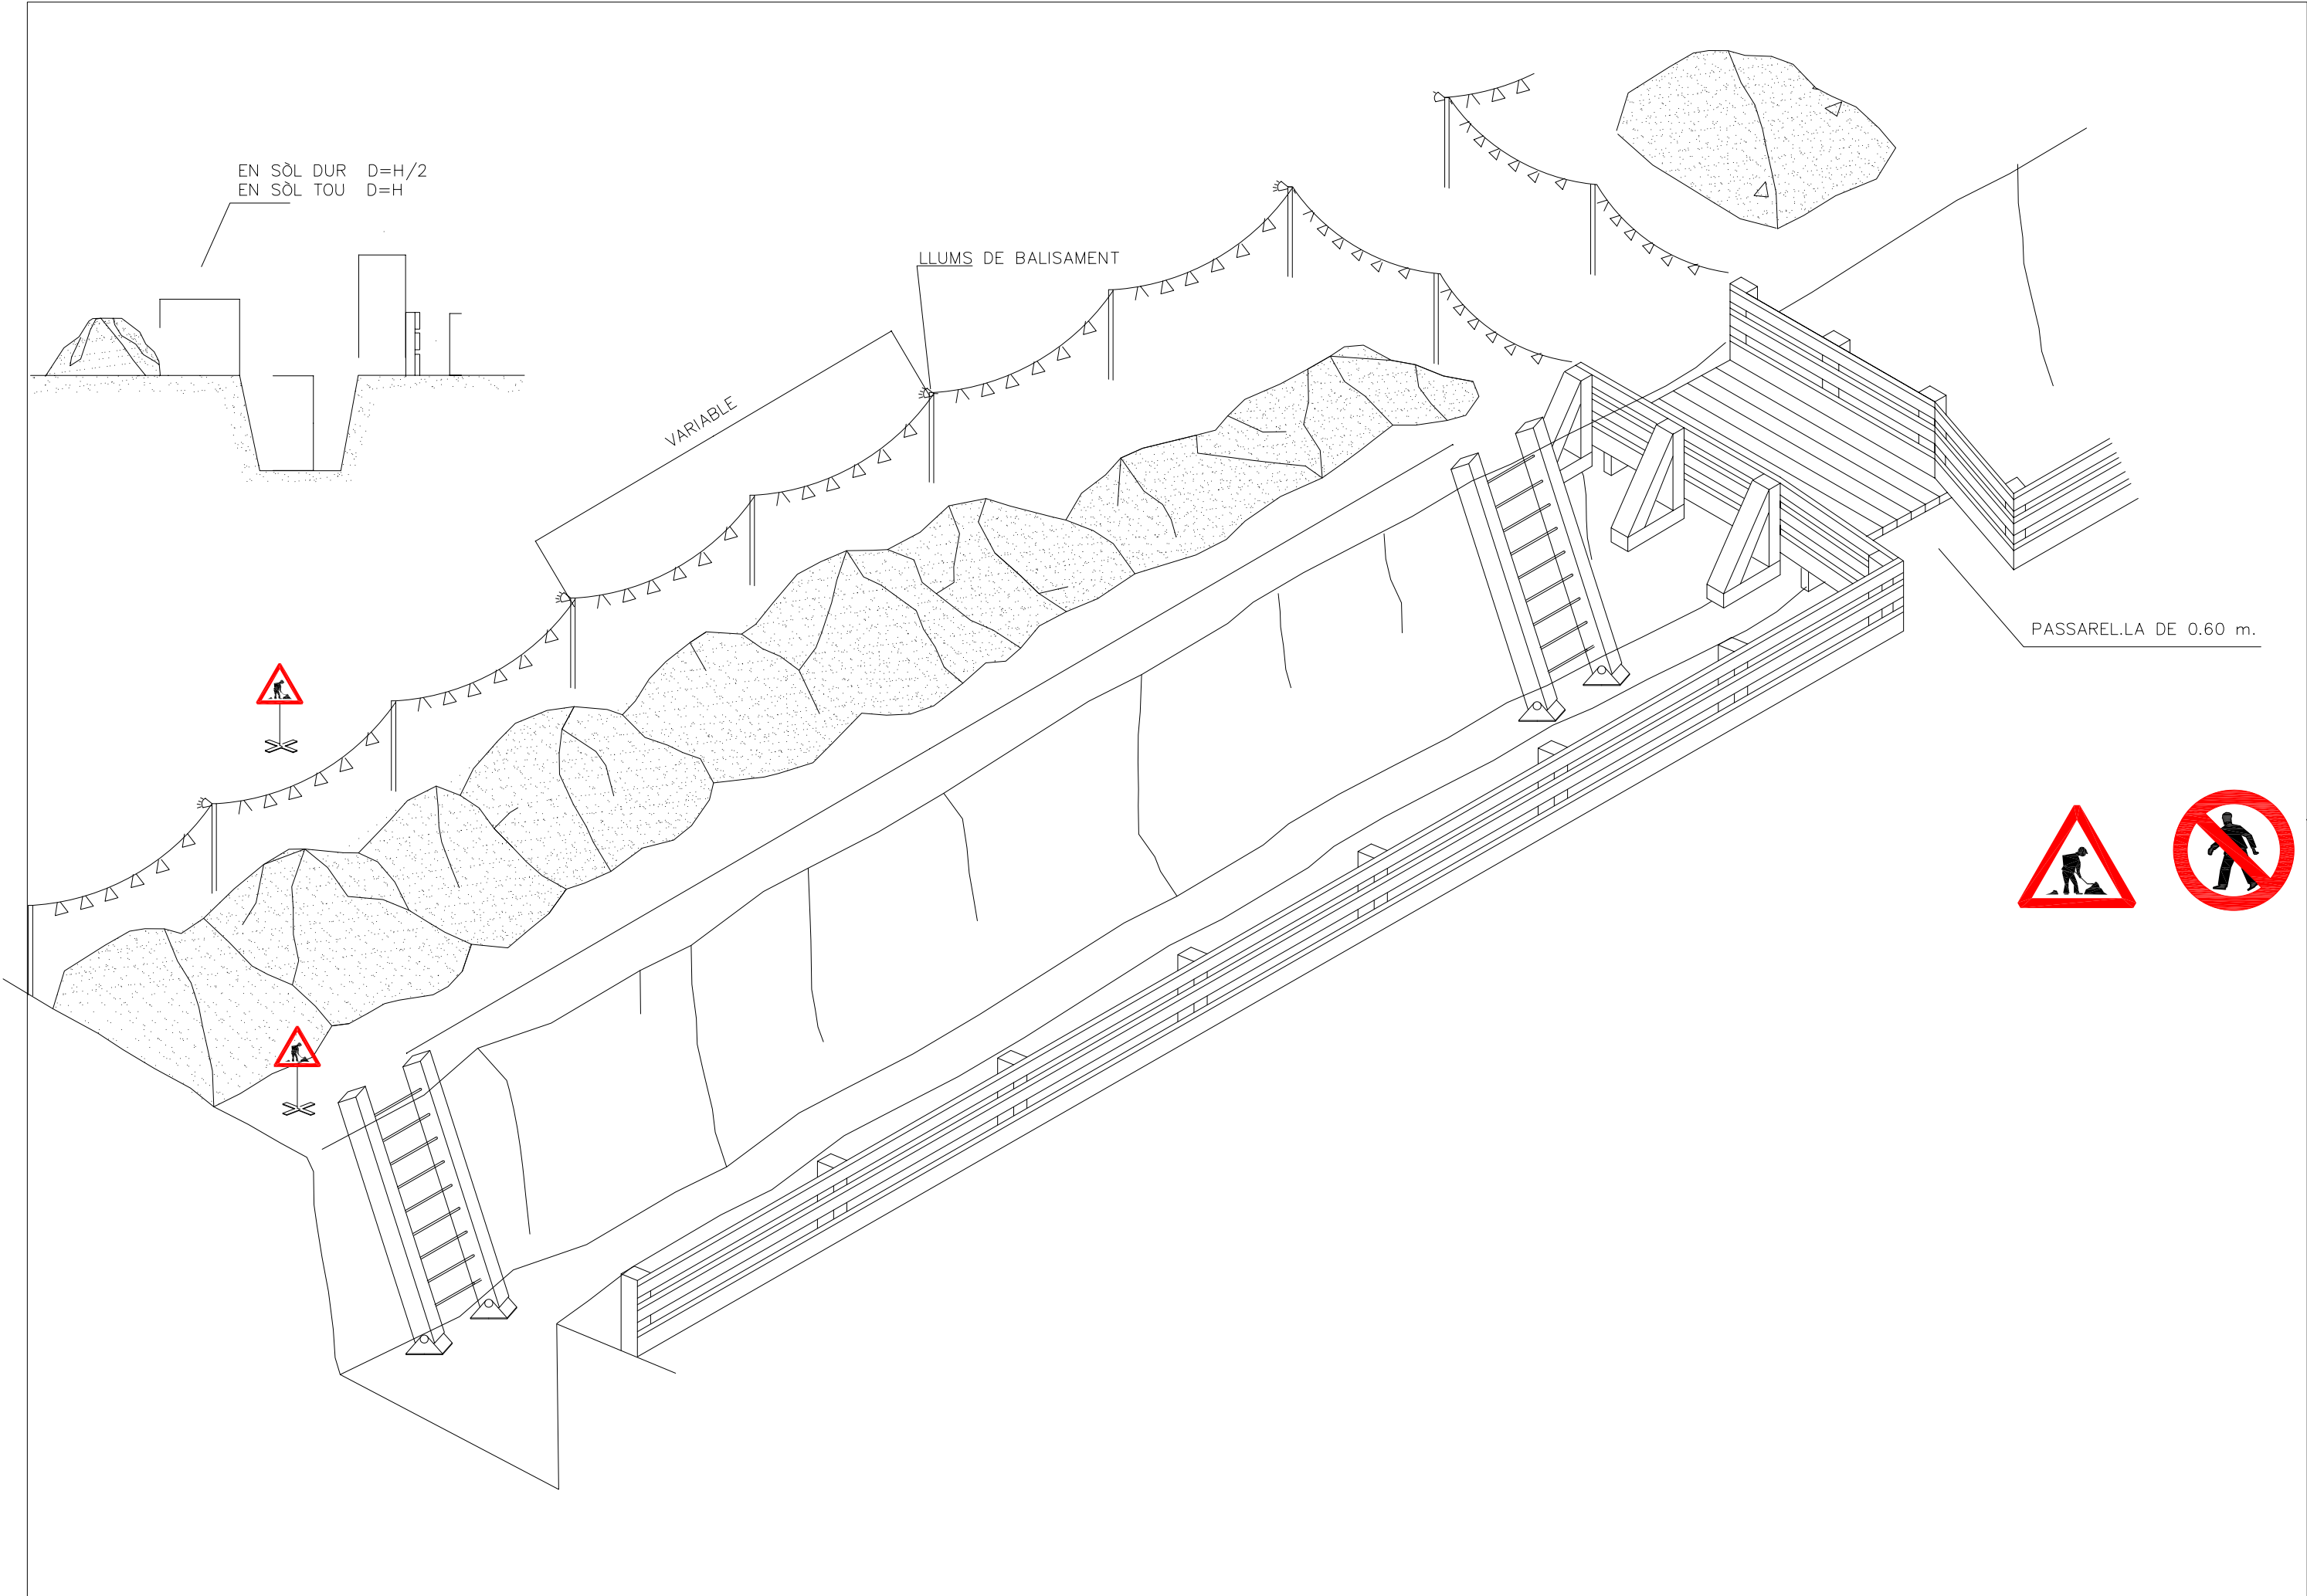 EN SÒL DUR D=H/2
EN SÒL TOU D=H
LLUMS DE BALISAMENT
VARIABLE
PASSAREL.LA DE 0.60 m.